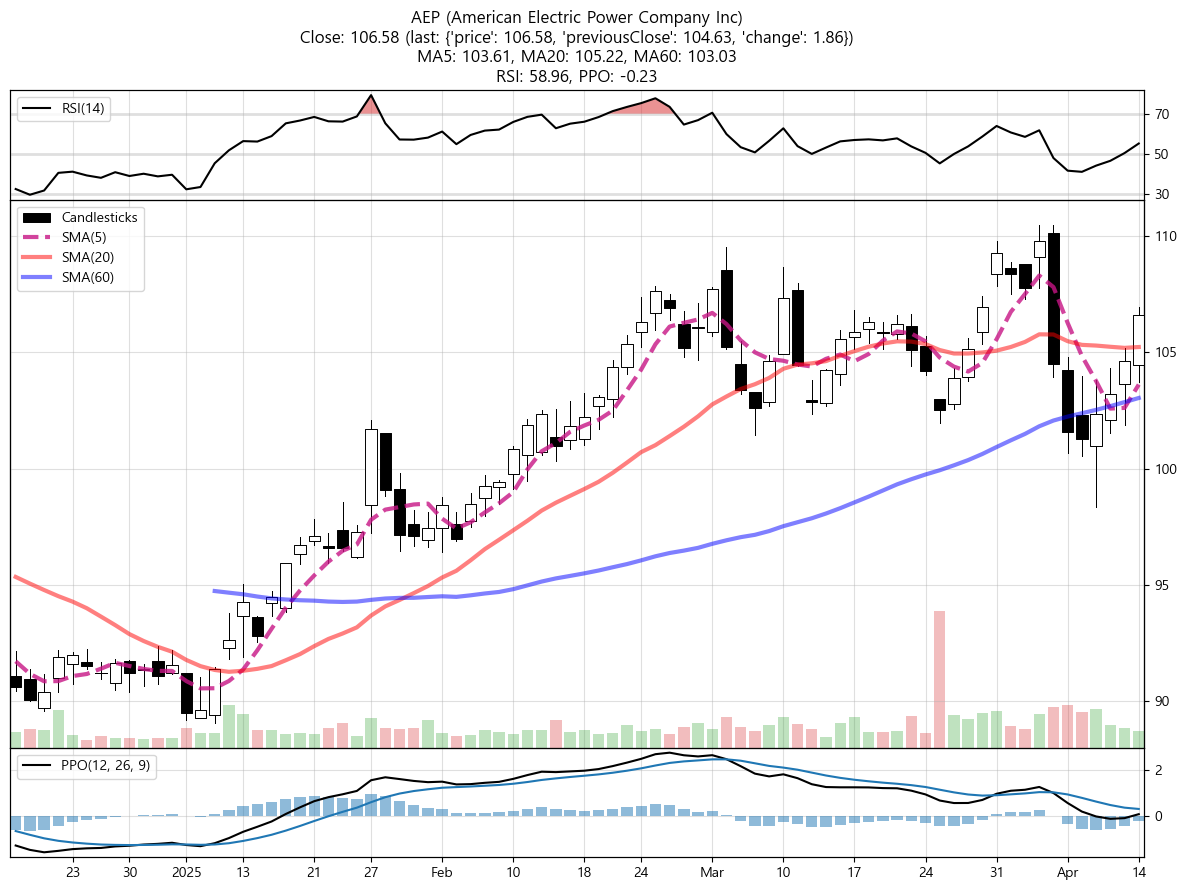 AEP (American Electric Power Company Inc)
Close: 106.58 (last: {'price': 106.58, 'previousClose': 104.63, 'change': 1.86})
MA5: 103.61, MA20: 105.22, MA60: 103.03
RSI: 58.96, PPO: -0.23
RSI(14)
70
50
30
Candlesticks
SMA(5)
SMA(20)
SMA(60)
110
105
100
95
90
PPO(12, 26, 9)
2
0
23 30 2025 13 21 27 Feb 10 18 24 Mar 10 17 24 31 Apr 14